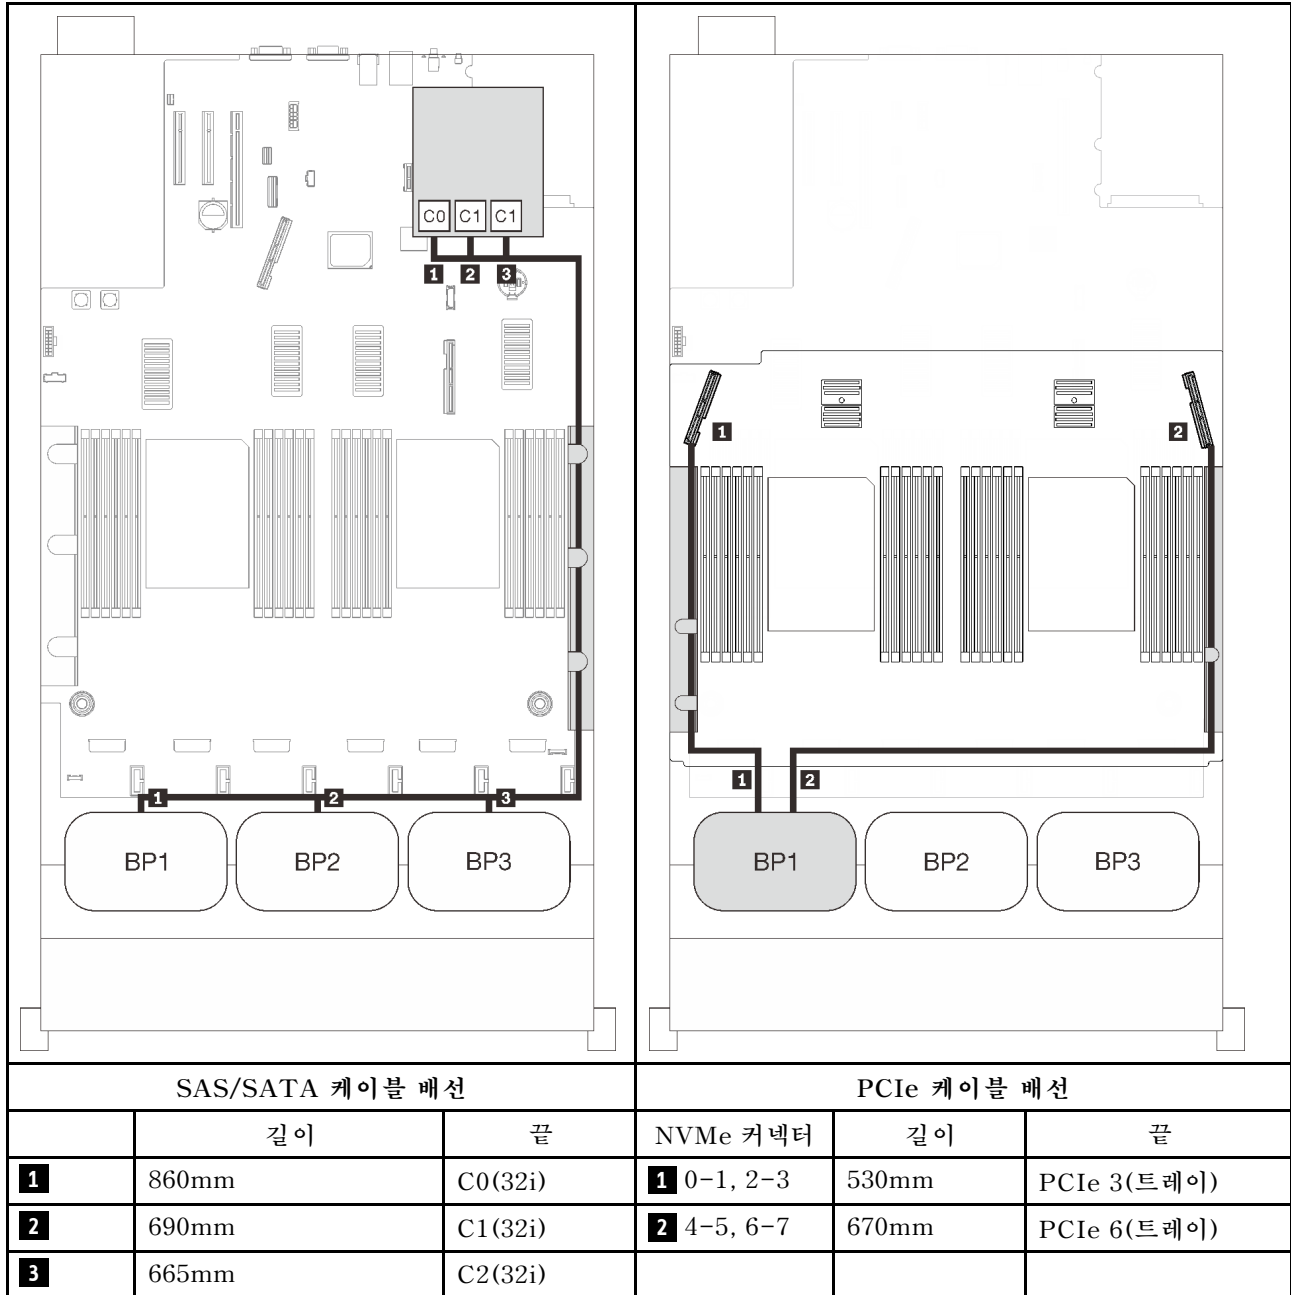 C0 C1 C1
1 2 3
1 2
1 2 3
1 2
BP1 BP2 BP3
BP1 BP2 BP3
SAS/SATA 케이블 배선
PCIe 케이블 배선
길이 끝 NVMe 커넥터 길이 끝
1 860mm C0(32i) 1 0-1, 2-3 530mm PCIe 3(트레이)
2 690mm C1(32i) 2 4-5, 6-7 670mm PCIe 6(트레이)
3 665mm C2(32i)